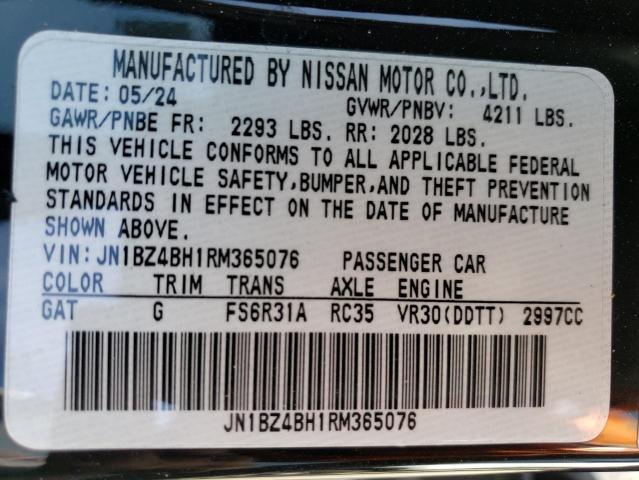 MANUFACTURED BY NISSAN MOTOR CO.,LTD.
DATE: 05/24 GVWR/PNBV: 4211 LBS.
GAWR/PNBE FR: 2293 LBS. RR: 2028 LBS.
THIS VEHICLE CONFORMS TO ALL APPLICABLE FEDERAL
MOTOR VEHICLE SAFETY,BUMPER,AND THEFT PREVENTION
STANDARDS IN EFFECT ON THE DATE OF MANUFACTURE
SHOWN ABOVE.
VIN:JN1BZ4BH1RM365076 PASSENGER CAR
COLOR TRIM TRANS AXLE ENGINE
GAT G FS6R31A RC35 VR30(DDTT) 2997CC
JN1BZ4BH1RM365076